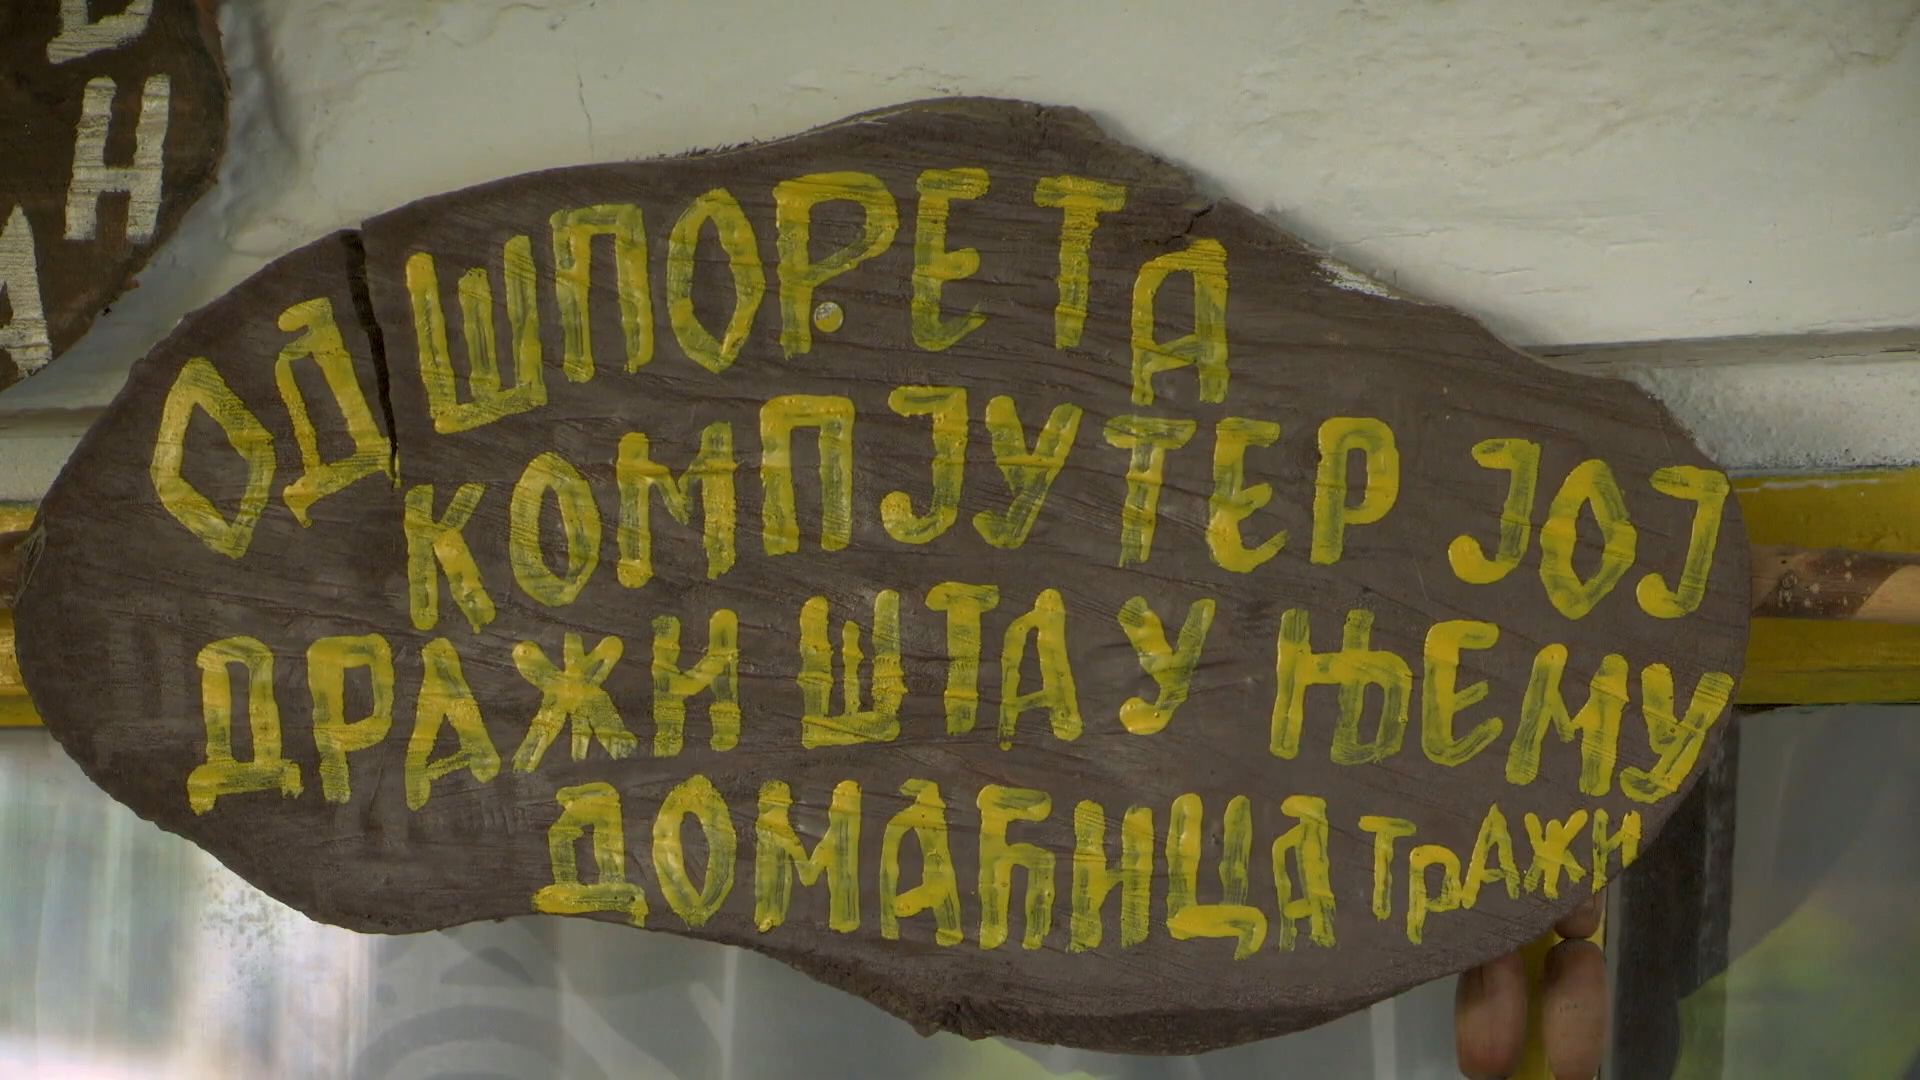 ОД ШПОРЕТА
КОМПЈУТЕР ЈОЈ
ДРАЖИ ШТА У ЊЕМУ
ДОМАЋИЦА ТРАЖИ